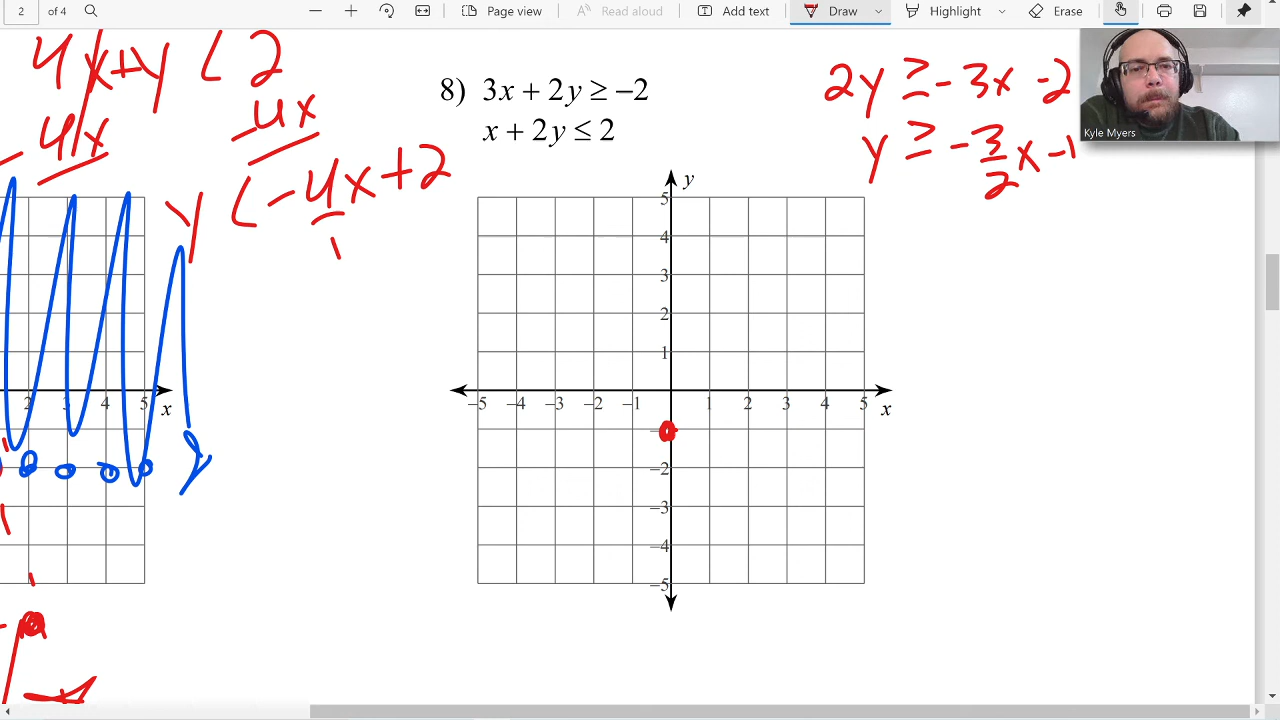 2 of 4
Page view
Read aloud
Add text
Draw
Highlight
Erase
4x+y < 2
-4x -4x
y < -4x+2
1
8) 3x + 2y ≥ −2
x + 2y ≤ 2
2y ≥ -3x -2
y ≥ -3/2 x -1
Kyle Myers
y
5
4
3
2
1
−5 −4 −3 −2 −1 1 2 3 4 5 x
−2
−3
−4
−5
2 3 4 5 x